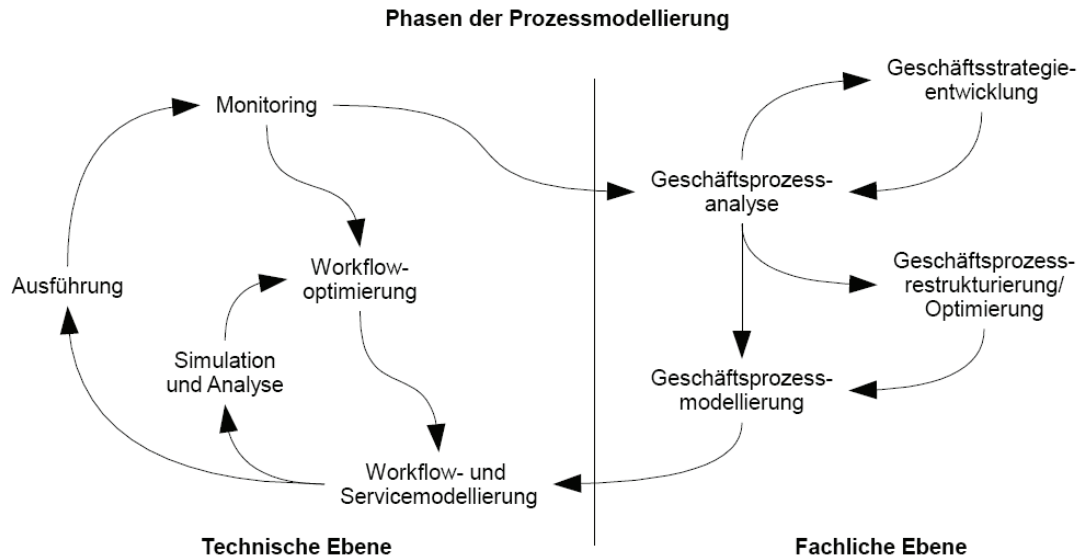 Phasen der Prozessmodellierung
Geschäftsstrategie-
entwicklung
Monitoring
Geschäftsprozess-
analyse
Workflow-
optimierung
Geschäftsprozess-
restrukturierung/
Optimierung
Ausführung
Simulation
und Analyse
Geschäftsprozess-
modellierung
Workflow- und
Servicemodellierung
Technische Ebene
Fachliche Ebene